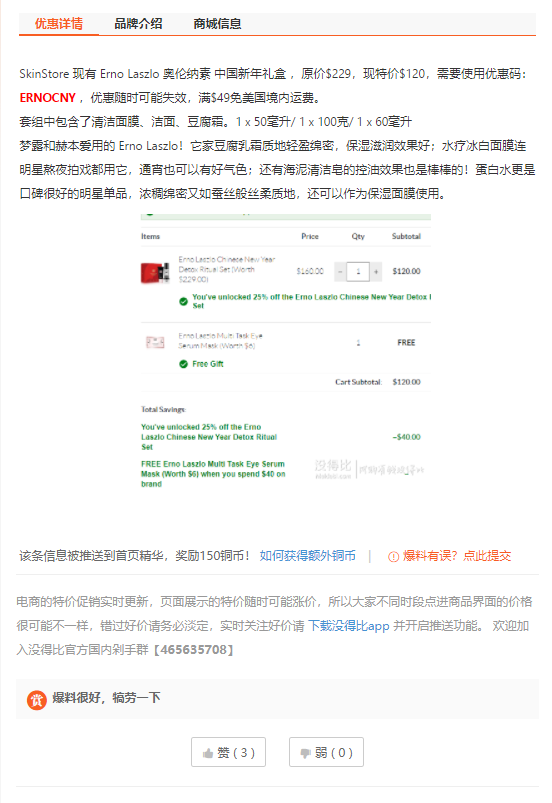 优惠详情 品牌介绍 商城信息
SkinStore 现有 Erno Laszlo 奥伦纳素 中国新年礼盒 ，原价$229，现特价$120，需要使用优惠码：
ERNOCNY ，优惠随时可能失效，满$49免美国境内运费。
套组中包含了清洁面膜、洁面、豆腐霜。1 x 50毫升/ 1 x 100克/ 1 x 60毫升
梦露和赫本爱用的 Erno Laszlo！它家豆腐乳霜质地轻盈绵密，保湿滋润效果好；水疗冰白面膜连
明星熬夜拍戏都用它，通宵也可以有好气色；还有海泥清洁皂的控油效果也是棒棒的！蛋白水更是
口碑很好的明星单品，浓稠绵密又如蚕丝般丝柔质地，还可以作为保湿面膜使用。
Items Price Qty Subtotal
Erno Laszlo Chinese New Year
Detox Ritual Set (Worth
$229.00)
$160.00 − 1 + $120.00
You've unlocked 25% off the Erno Laszlo Chinese New Year Detox
Set
Erno Laszlo Multi Task Eye
Serum Mask (Worth $6)
1 FREE
Free Gift
Cart Subtotal: $120.00
Total Savings:
You've unlocked 25% off the Erno
Laszlo Chinese New Year Detox Ritual
Set
-$40.00
FREE Erno Laszlo Multi Task Eye Serum
Mask (Worth $6) when you spend $40 on
brand
没得比
该条信息被推送到首页精华，奖励150铜币！ 如何获得额外铜币 | 爆料有误？点此提交
电商的特价促销实时更新，页面展示的特价随时可能涨价，所以大家不同时段点进商品界面的价格
很可能不一样，错过好价请务必淡定，实时关注好价请 下载没得比app 并开启推送功能。 欢迎加
入没得比官方国内剁手群【465635708】
赏 爆料很好，犒劳一下
赞 ( 3 ) 弱 ( 0 )